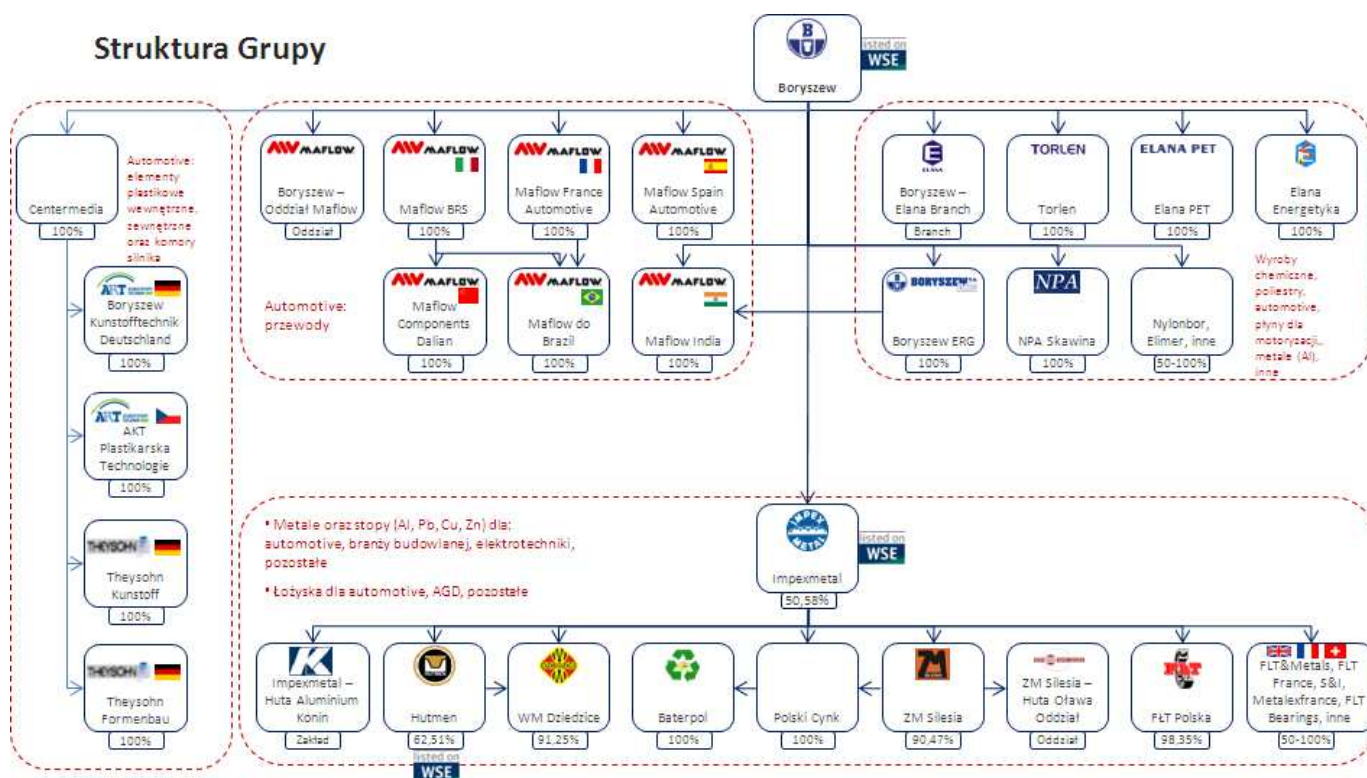 Struktura Grupy
B
Boryszew
listed on
WSE
Centermedia
100%
Automotive:
elementy
plastikowe
wewnętrzne,
zewnętrzne
oraz komory
silnika
Boryszew
Kunstofftechnik
Deutschland
100%
AKT
Plastikarska
Technologie
100%
THEYSOHN
Theysohn
Kunstoff
100%
THEYSOHN
Theysohn
Formenbau
100%
MAFLOW
Boryszew –
Oddział Maflow
Oddział
MAFLOW
Maflow BRS
100%
MAFLOW
Maflow France
Automotive
100%
MAFLOW
Maflow Spain
Automotive
100%
Automotive:
przewody
MAFLOW
Maflow
Components
Dalian
100%
MAFLOW
Maflow do
Brazil
100%
MAFLOW
Maflow India
100%
ELANA
Boryszew –
Elana Branch
Branch
TORLEN
Torlen
100%
ELANA PET
Elana PET
100%
Elana
Energetyka
100%
BORYSZEW
Boryszew ERG
100%
NPA
NPA Skawina
100%
Nylonbor,
Elimer, inne
50-100%
Wyroby
chemiczne,
poliestry,
automotive,
płyny dla
motoryzacji,
metale (Al),
inne
• Metale oraz stopy (Al, Pb, Cu, Zn) dla:
automotive, branży budowlanej, elektrotechniki,
pozostałe
• Łożyska dla automotive, AGD, pozostałe
IMPEX
METAL
Impexmetal
50,58%
listed on
WSE
Impexmetal –
Huta Aluminium
Konin
Zakład
Hutmen
62,51%
listed on
WSE
WM Dziedzice
91,25%
Baterpol
100%
Polski Cynk
100%
ZM Silesia
90,47%
ZM Silesia –
Huta Oława
Oddział
Oddział
FŁT Polska
98,35%
FLT&Metals, FLT
France, S&I,
Metalexfrance, FLT
Bearings, inne
50-100%